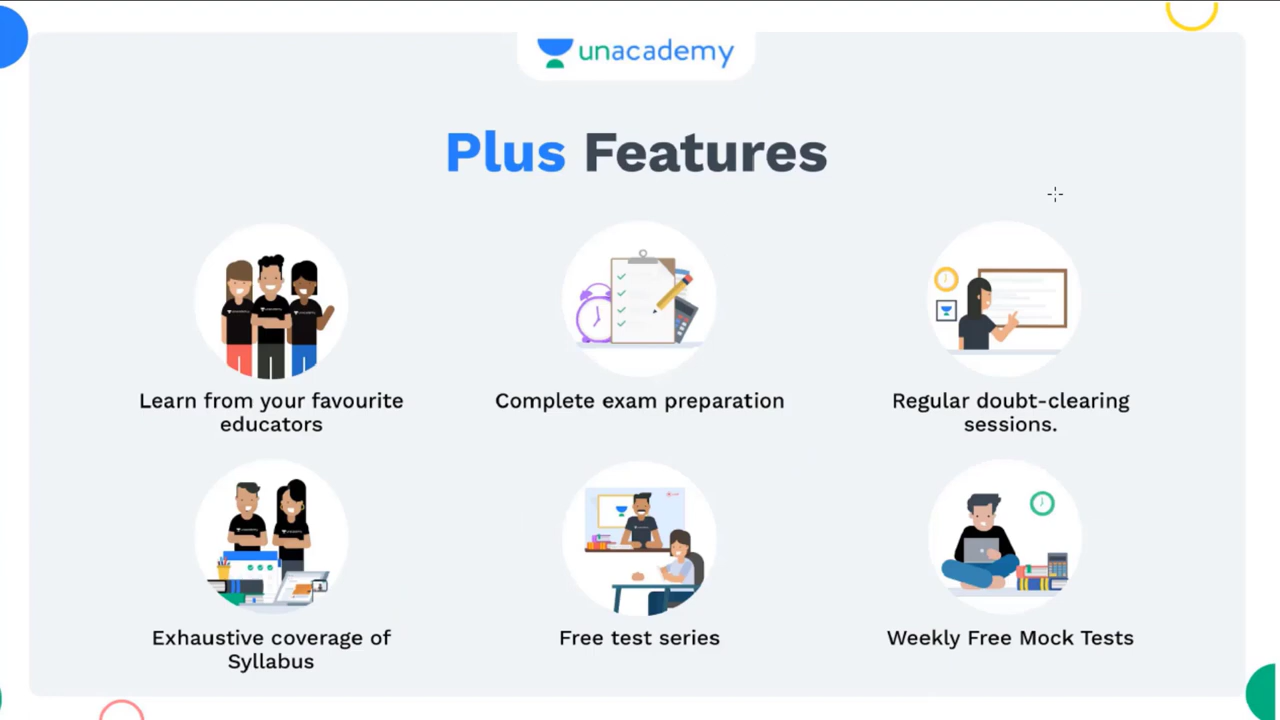 unacademy
Plus Features
Learn from your favourite
educators
Complete exam preparation
Regular doubt-clearing
sessions.
Exhaustive coverage of
Syllabus
Free test series
Weekly Free Mock Tests